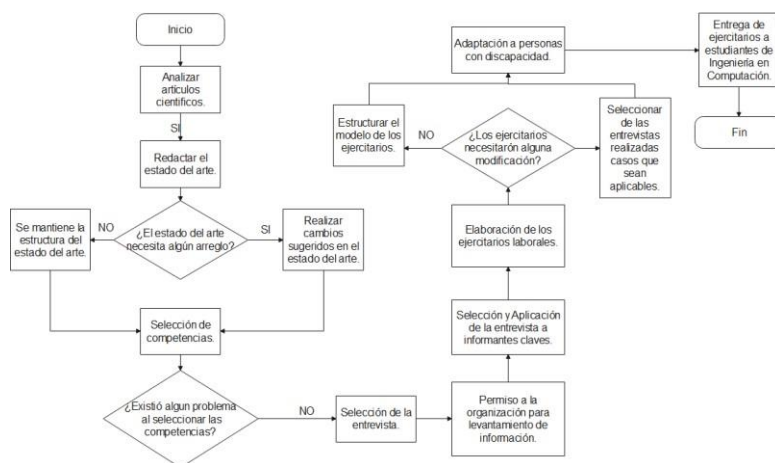 Inicio
Analizar
artículos
cientificos.
SI
Redactar el
estado del arte.
¿El estado del arte
necesita algún arreglo?
NO
Se mantiene la
estructura del
estado del arte.
SI
Realizar
cambios
sugeridos en el
estado del arte.
Selección de
competencias.
¿Existió algun problema
al seleccionar las
competencias?
NO
Selección de la
entrevista.
Permiso a la
organización para
levantamiento de
información.
Selección y Aplicación
de la entrevista a
informantes claves.
Elaboración de los
ejercitarios laborales.
¿Los ejercitarios
necesitarón alguna
modificación?
NO
Estructurar el
modelo de los
ejercitarios.
Seleccionar
de las
entrevistas
realizadas
casos que
sean
aplicables.
Adaptación a personas
con discapacidad.
Entrega de
ejercitarios a
estudiantes de
Ingeniería en
Computación.
Fin